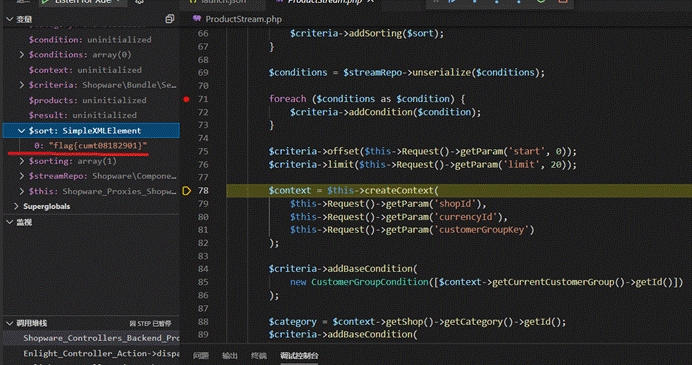 Listen for Xde
launch.json
ProductStream.php
变量
$condition: uninitialized
$conditions: array(0)
$context: uninitialized
$criteria: Shopware\Bundle\Se…
$products: uninitialized
$result: uninitialized
$sort: SimpleXMLElement
0: "flag{cumt08182901}"
$sorting: array(1)
$streamRepo: Shopware\Compone…
$this: Shopware_Proxies_Shopw…
Superglobals
监视
调用堆栈
因 STEP 已暂停
Shopware_Controllers_Backend_Pro
Enlight_Controller_Action->dispa
ProductStream.php
66 $criteria->addSorting($sort);
67 }
68
69 $conditions = $streamRepo->unserialize($conditions);
70
71 foreach ($conditions as $condition) {
72 $criteria->addCondition($condition);
73 }
74
75 $criteria->offset($this->Request()->getParam('start', 0));
76 $criteria->limit($this->Request()->getParam('limit', 20));
77
78 $context = $this->createContext(
79 $this->Request()->getParam('shopId'),
80 $this->Request()->getParam('currencyId'),
81 $this->Request()->getParam('customerGroupKey')
82 );
83
84 $criteria->addBaseCondition(
85 new CustomerGroupCondition([$context->getCurrentCustomerGroup()->getId()])
86 );
87
88 $category = $context->getShop()->getCategory()->getId();
89 $criteria->addBaseCondition(
问题 输出 终端 调试控制台